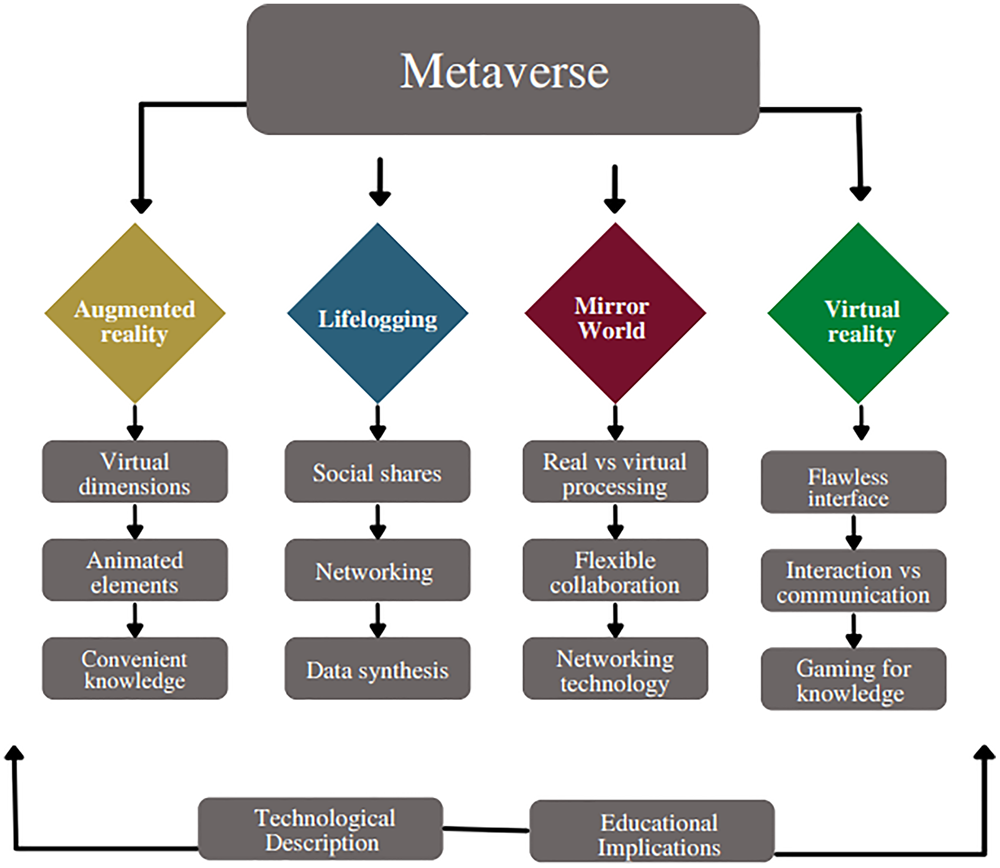 Metaverse
Augmented
reality
Lifelogging
Mirror
World
Virtual
reality
Virtual
dimensions
Social shares
Real vs virtual
processing
Flawless
interface
Animated
elements
Networking
Flexible
collaboration
Interaction vs
communication
Convenient
knowledge
Data synthesis
Networking
technology
Gaming for
knowledge
Technological
Description
Educational
Implications